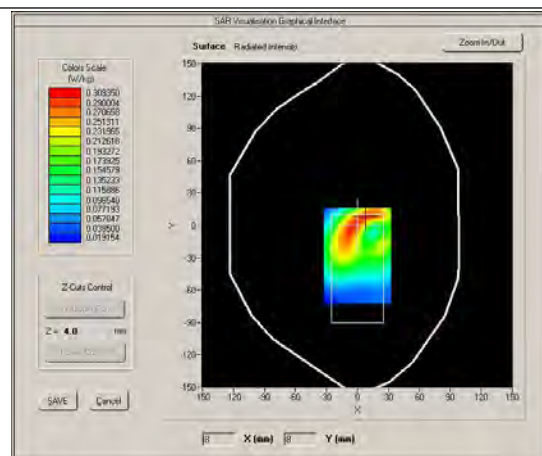 SAR Visualisation Graphical Interface
Surface Radiated Intensity
Zoom In/Out
Colors Scale
(W/kg)
0.309350
0.290004
0.270658
0.251311
0.231965
0.212618
0.193272
0.173925
0.154579
0.135233
0.115886
0.096540
0.077193
0.057847
0.038500
0.019154
150
120
90
60
30
0
-30
-60
-90
-120
-150
Y
-150 -120 -90 -60 -30 0 30 60 90 120 150
X
Z-Cuts Control
Z = 4.0 mm
SAVE
Cancel
8 X (mm) 8 Y (mm)